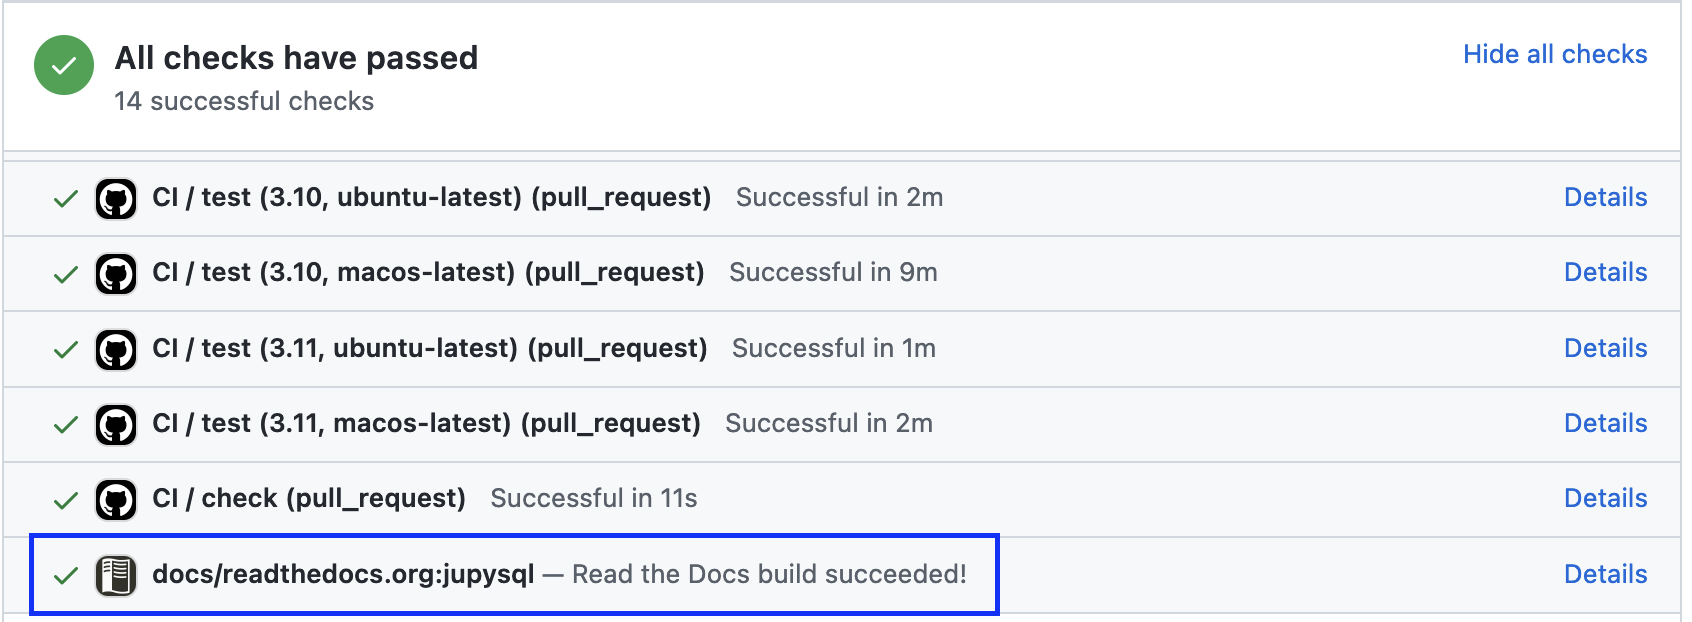 All checks have passed
Hide all checks
14 successful checks
CI / test (3.10, ubuntu-latest) (pull_request) Successful in 2m Details
CI / test (3.10, macos-latest) (pull_request) Successful in 9m Details
CI / test (3.11, ubuntu-latest) (pull_request) Successful in 1m Details
CI / test (3.11, macos-latest) (pull_request) Successful in 2m Details
CI / check (pull_request) Successful in 11s Details
docs/readthedocs.org:jupysql — Read the Docs build succeeded! Details